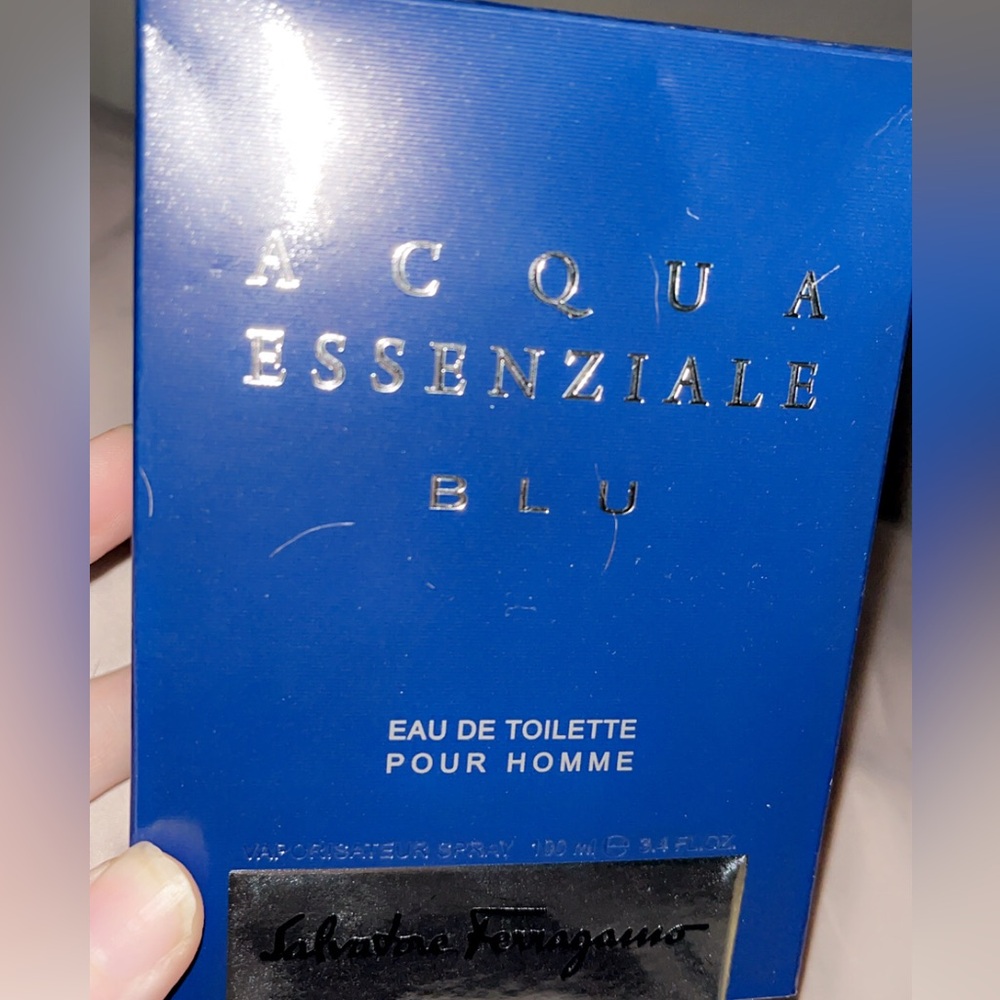 ACQUA
ESSENZIALE
BLU
EAU DE TOILETTE
POUR HOMME
VAPORISATEUR SPRAY 100 ml ℮ 3.4 FL.OZ.
Salvatore Ferragamo